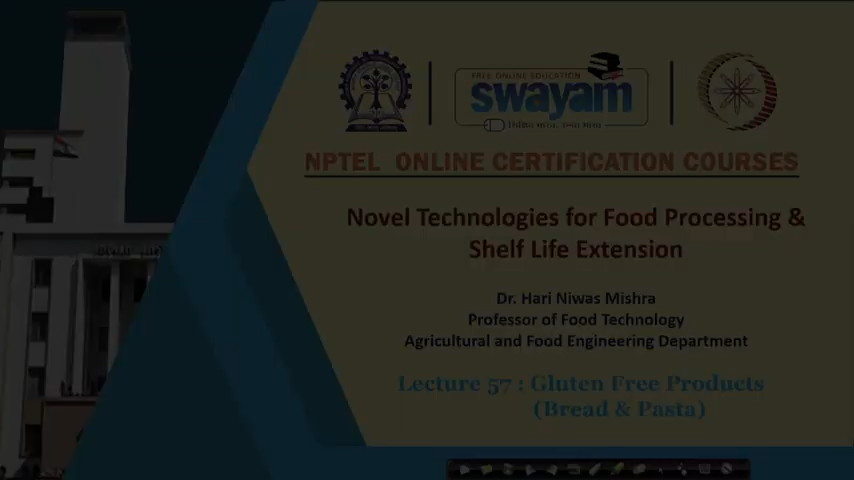 FREE ONLINE EDUCATION
swayam
NPTEL ONLINE CERTIFICATION COURSES
Novel Technologies for Food Processing &
Shelf Life Extension
Dr. Hari Niwas Mishra
Professor of Food Technology
Agricultural and Food Engineering Department
Lecture 57 : Gluten Free Products
(Bread & Pasta)